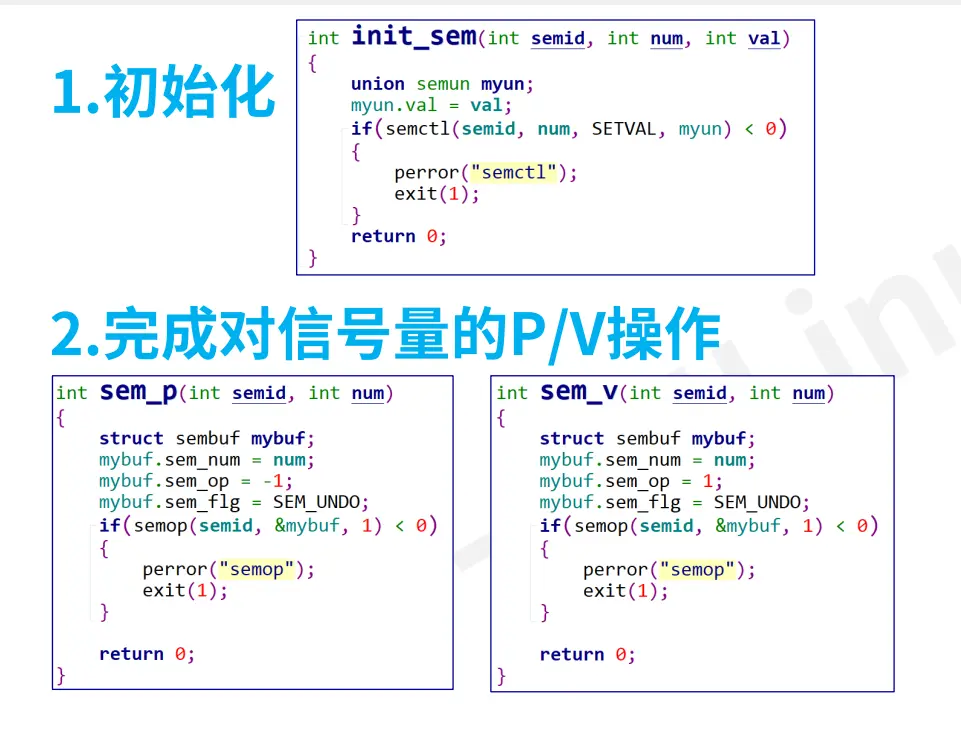 1.初始化
int init_sem(int semid, int num, int val)
{
    union semun myun;
    myun.val = val;
    if(semctl(semid, num, SETVAL, myun) < 0)
    {
        perror("semctl");
        exit(1);
    }
    return 0;
}
2.完成对信号量的P/V操作
int sem_p(int semid, int num)
{
    struct sembuf mybuf;
    mybuf.sem_num = num;
    mybuf.sem_op = -1;
    mybuf.sem_flg = SEM_UNDO;
    if(semop(semid, &mybuf, 1) < 0)
    {
        perror("semop");
        exit(1);
    }

    return 0;
}
int sem_v(int semid, int num)
{
    struct sembuf mybuf;
    mybuf.sem_num = num;
    mybuf.sem_op = 1;
    mybuf.sem_flg = SEM_UNDO;
    if(semop(semid, &mybuf, 1) < 0)
    {
        perror("semop");
        exit(1);
    }

    return 0;
}